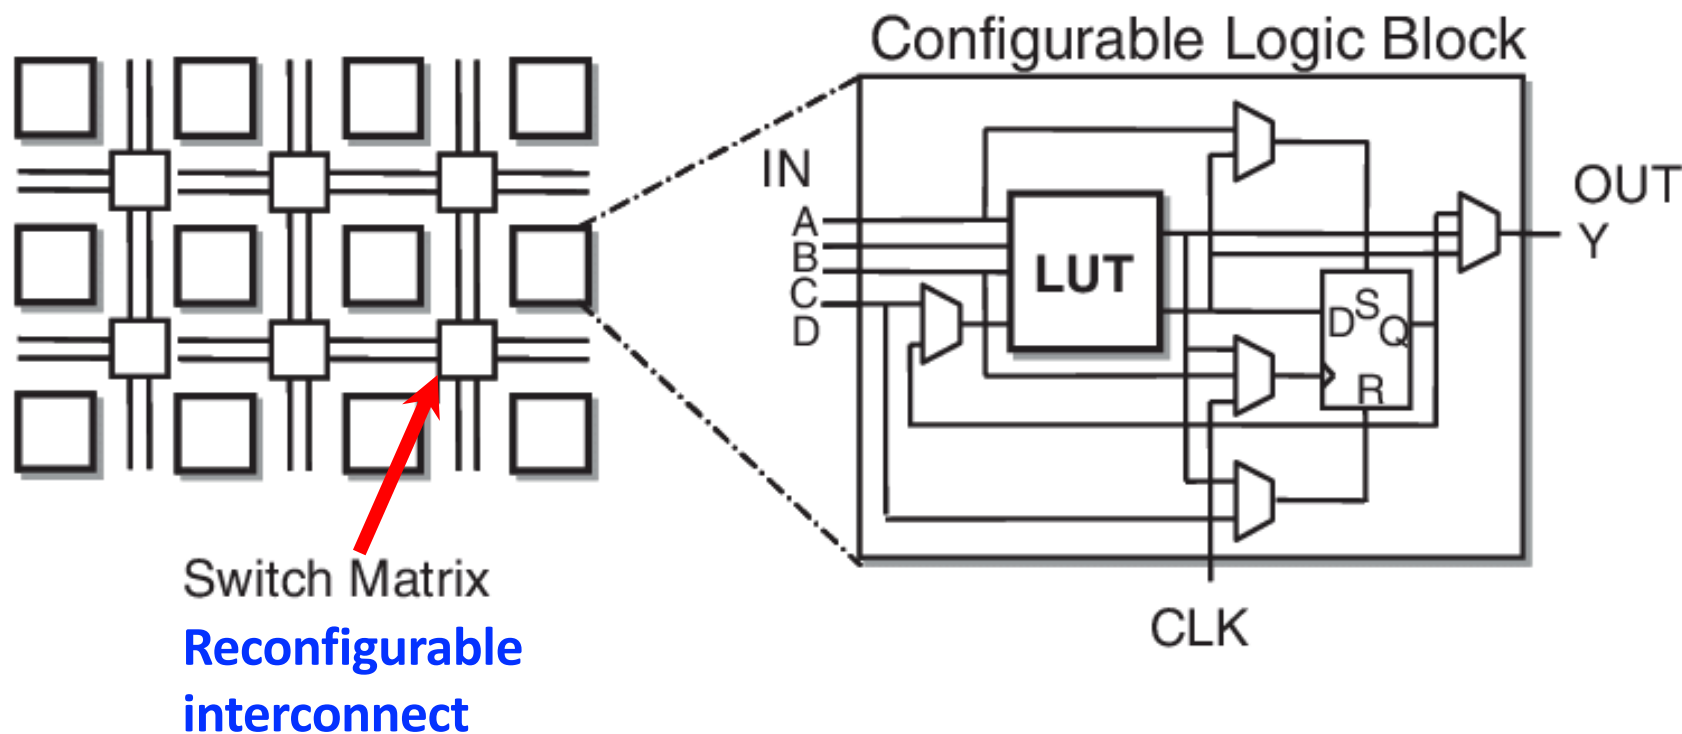 Configurable Logic Block
IN
A
B
C
D
LUT
D
S
Q
R
OUT
Y
CLK
Switch Matrix
Reconfigurable
interconnect